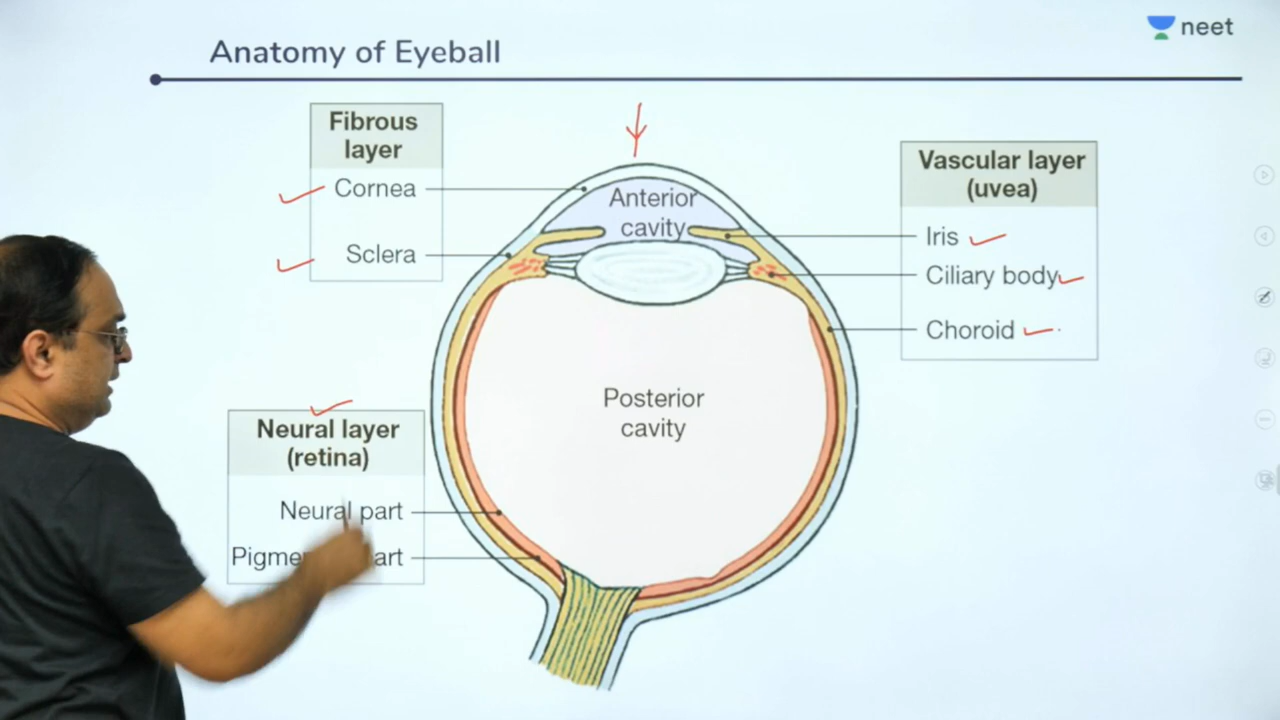 neet
Anatomy of Eyeball
Fibrous
layer
Cornea
Sclera
Anterior
cavity
Vascular layer
(uvea)
Iris
Ciliary body
Choroid
Posterior
cavity
Neural layer
(retina)
Neural part